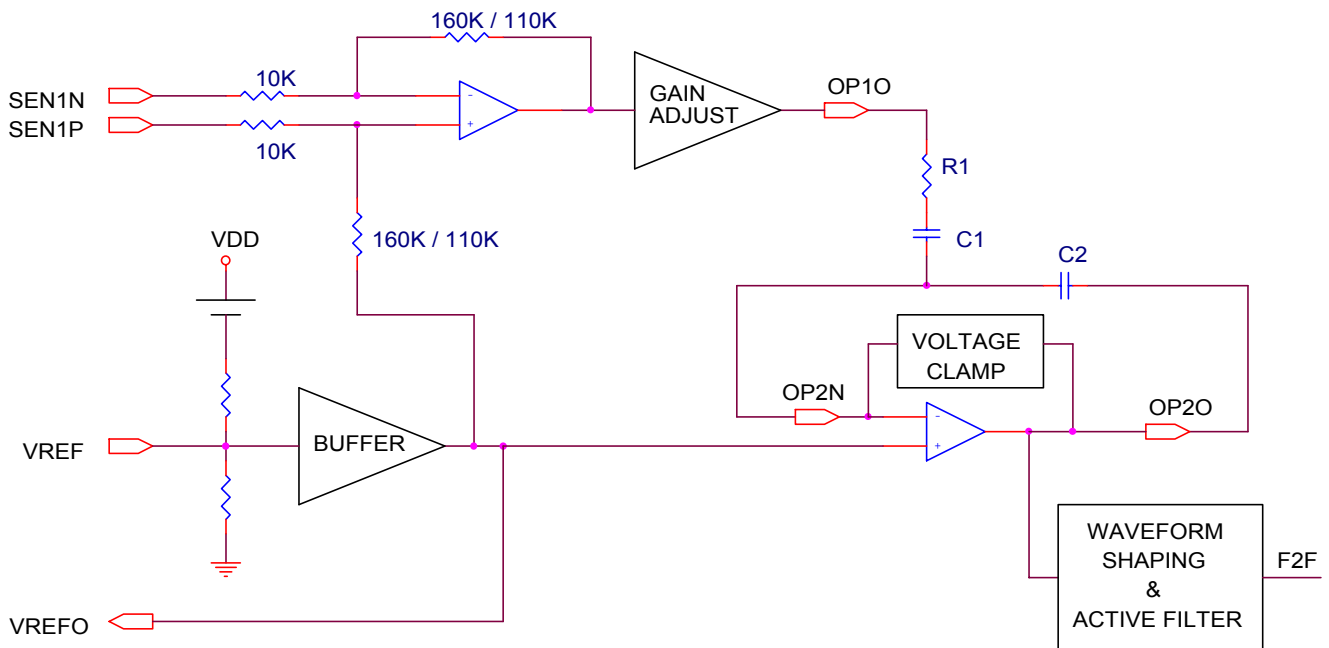 160K / 110K
10K
SEN1N
SEN1P
10K
-
+
GAIN
ADJUST
OP1O
R1
C1
C2
160K / 110K
VDD
VOLTAGE
CLAMP
OP2N
-
+
OP2O
VREF
BUFFER
WAVEFORM
SHAPING
&
ACTIVE FILTER
F2F
VREFO